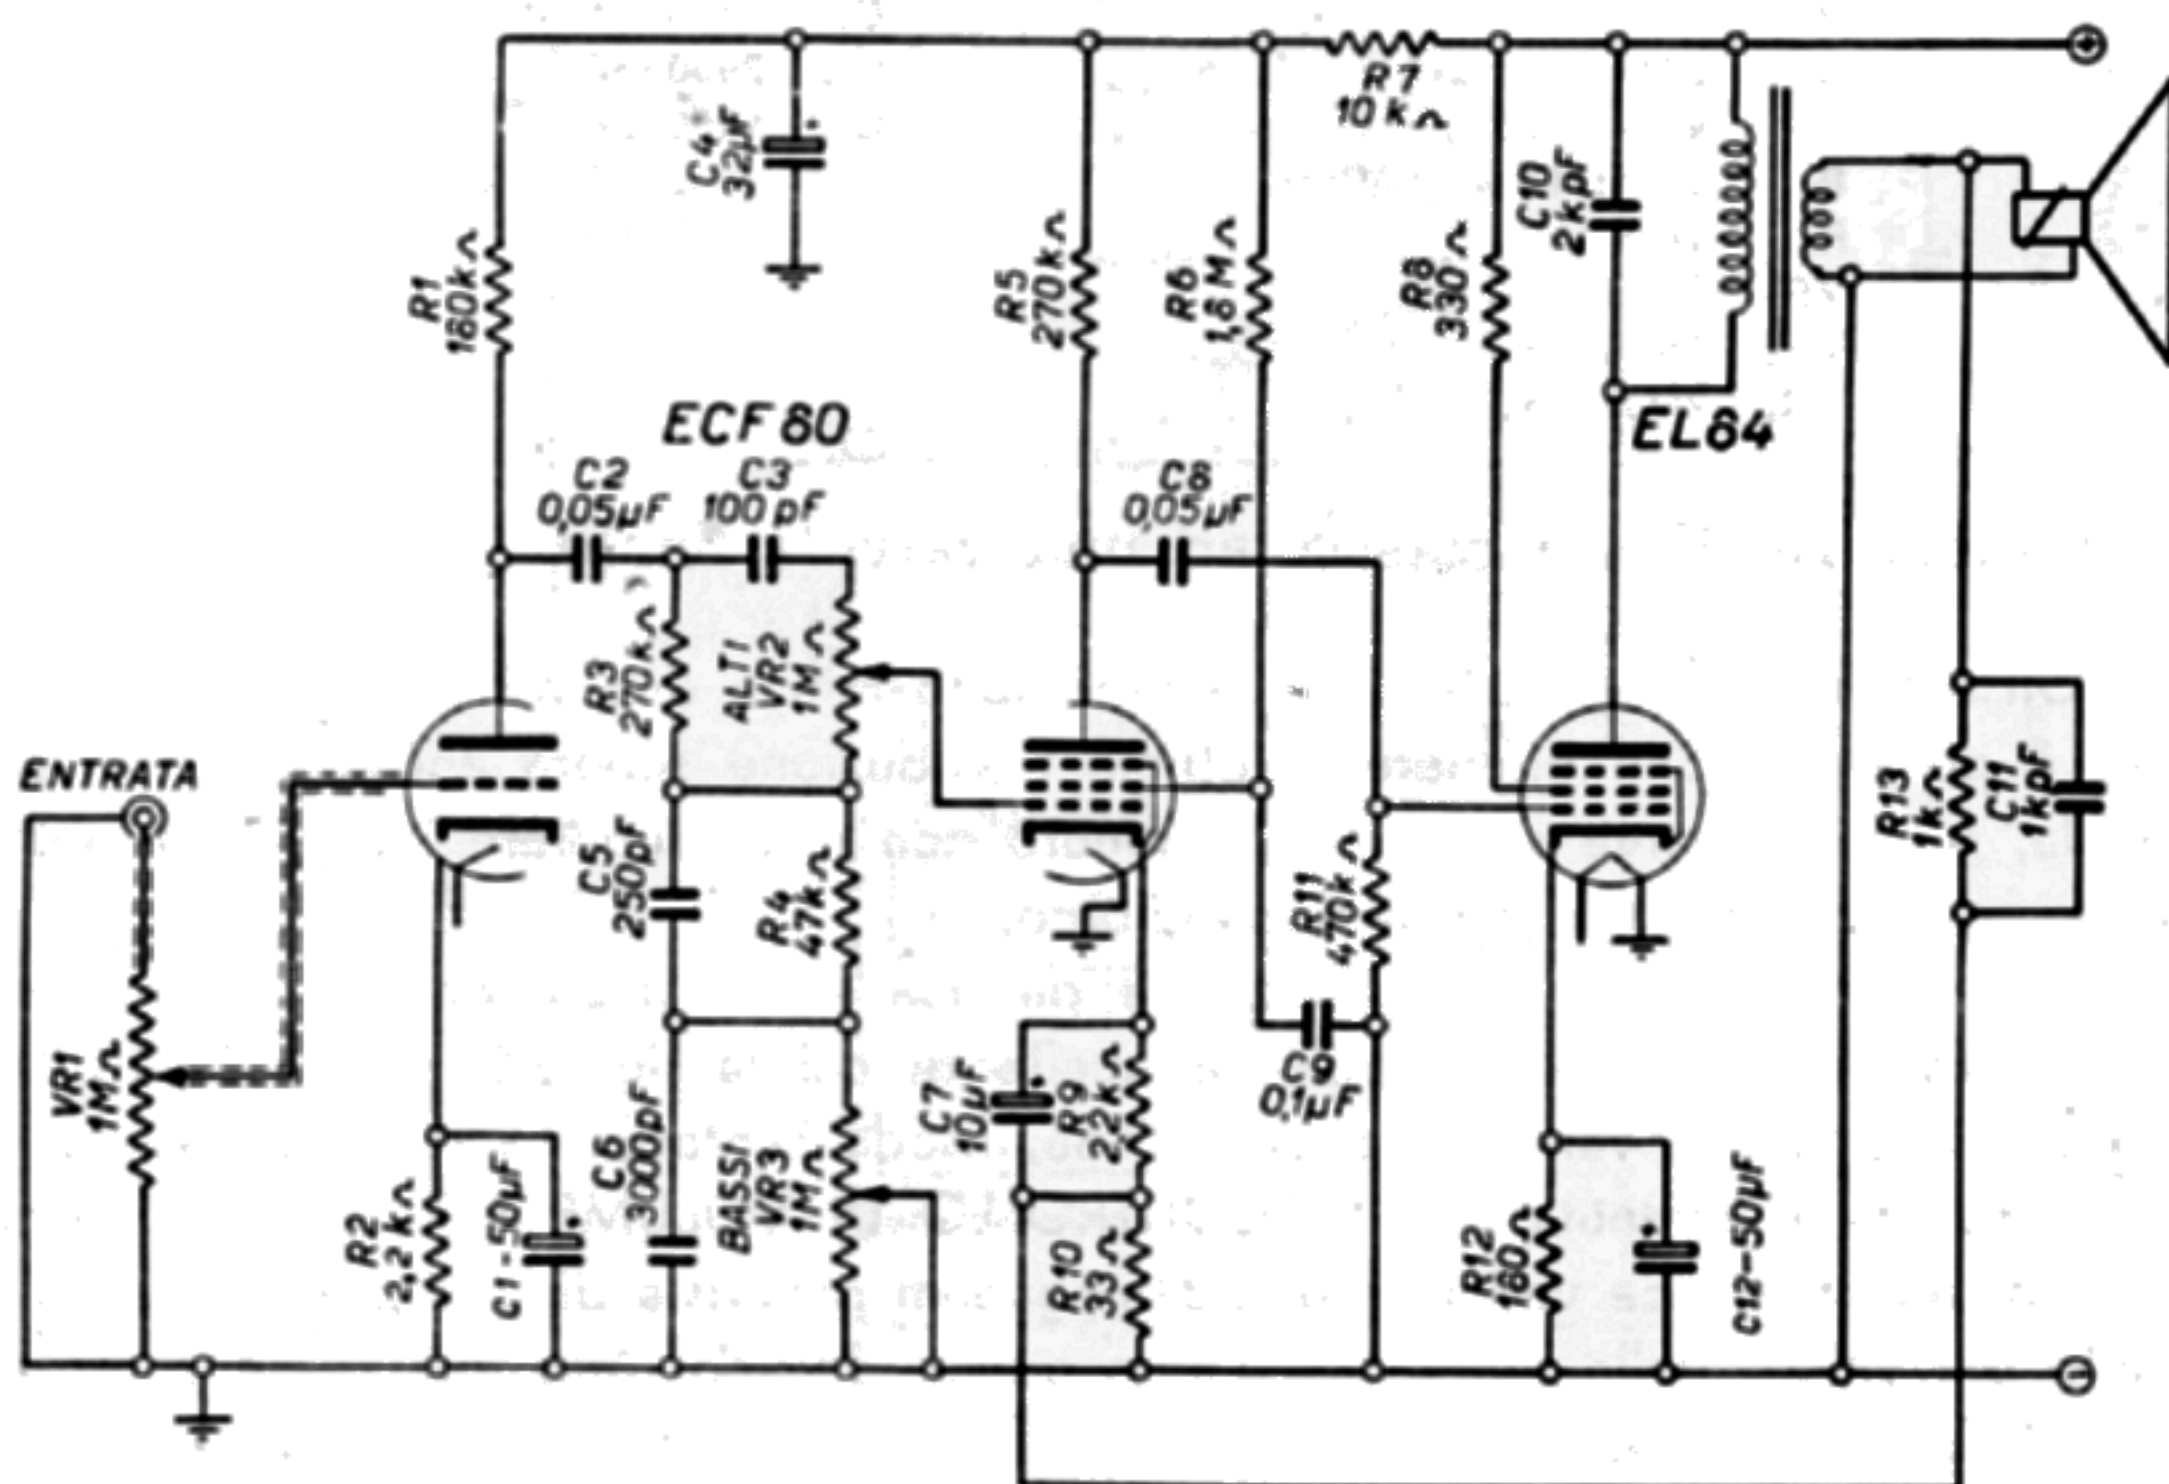 R7
10 kΩ
C4
32µF
C10
2kpF
R1
180kΩ
R5
270kΩ
R6
1,8 MΩ
R8
330 Ω
ECF 80
EL84
C2
0,05µF
C3
100 pF
C8
0,05µF
R3
270kΩ
ALTI
VR2
1MΩ
ENTRATA
R13
1kΩ
C11
1kpF
C5
250pF
R4
47kΩ
R11
470kΩ
VR1
1MΩ
C7
10µF
R9
2,2kΩ
C9
0,1µF
R2
2,2 kΩ
C1-50µF
C6
3000pF
BASSI
VR3
1MΩ
R10
33Ω
R12
180Ω
C12-50µF